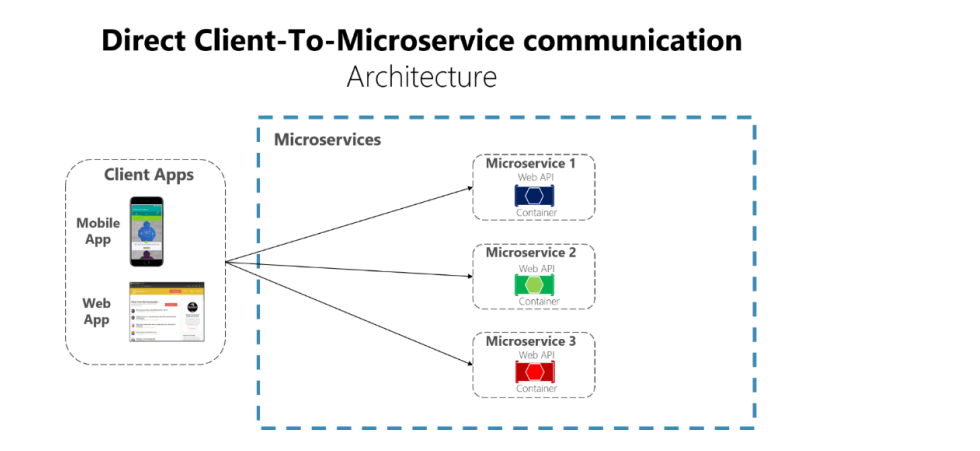 Direct Client-To-Microservice communication
Architecture
Microservices
Client Apps
Mobile
App
Web
App
Microservice 1
Web API
Container
Microservice 2
Web API
Container
Microservice 3
Web API
Container